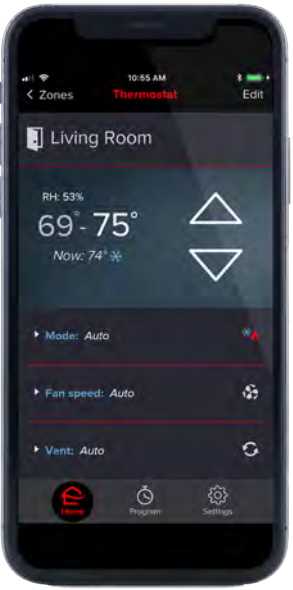 10:55 AM
Zones Thermostat Edit
Living Room
RH: 53%
69°- 75°
Now: 74°
Mode: Auto
Fan speed: Auto
Vent: Auto
Home Program Settings